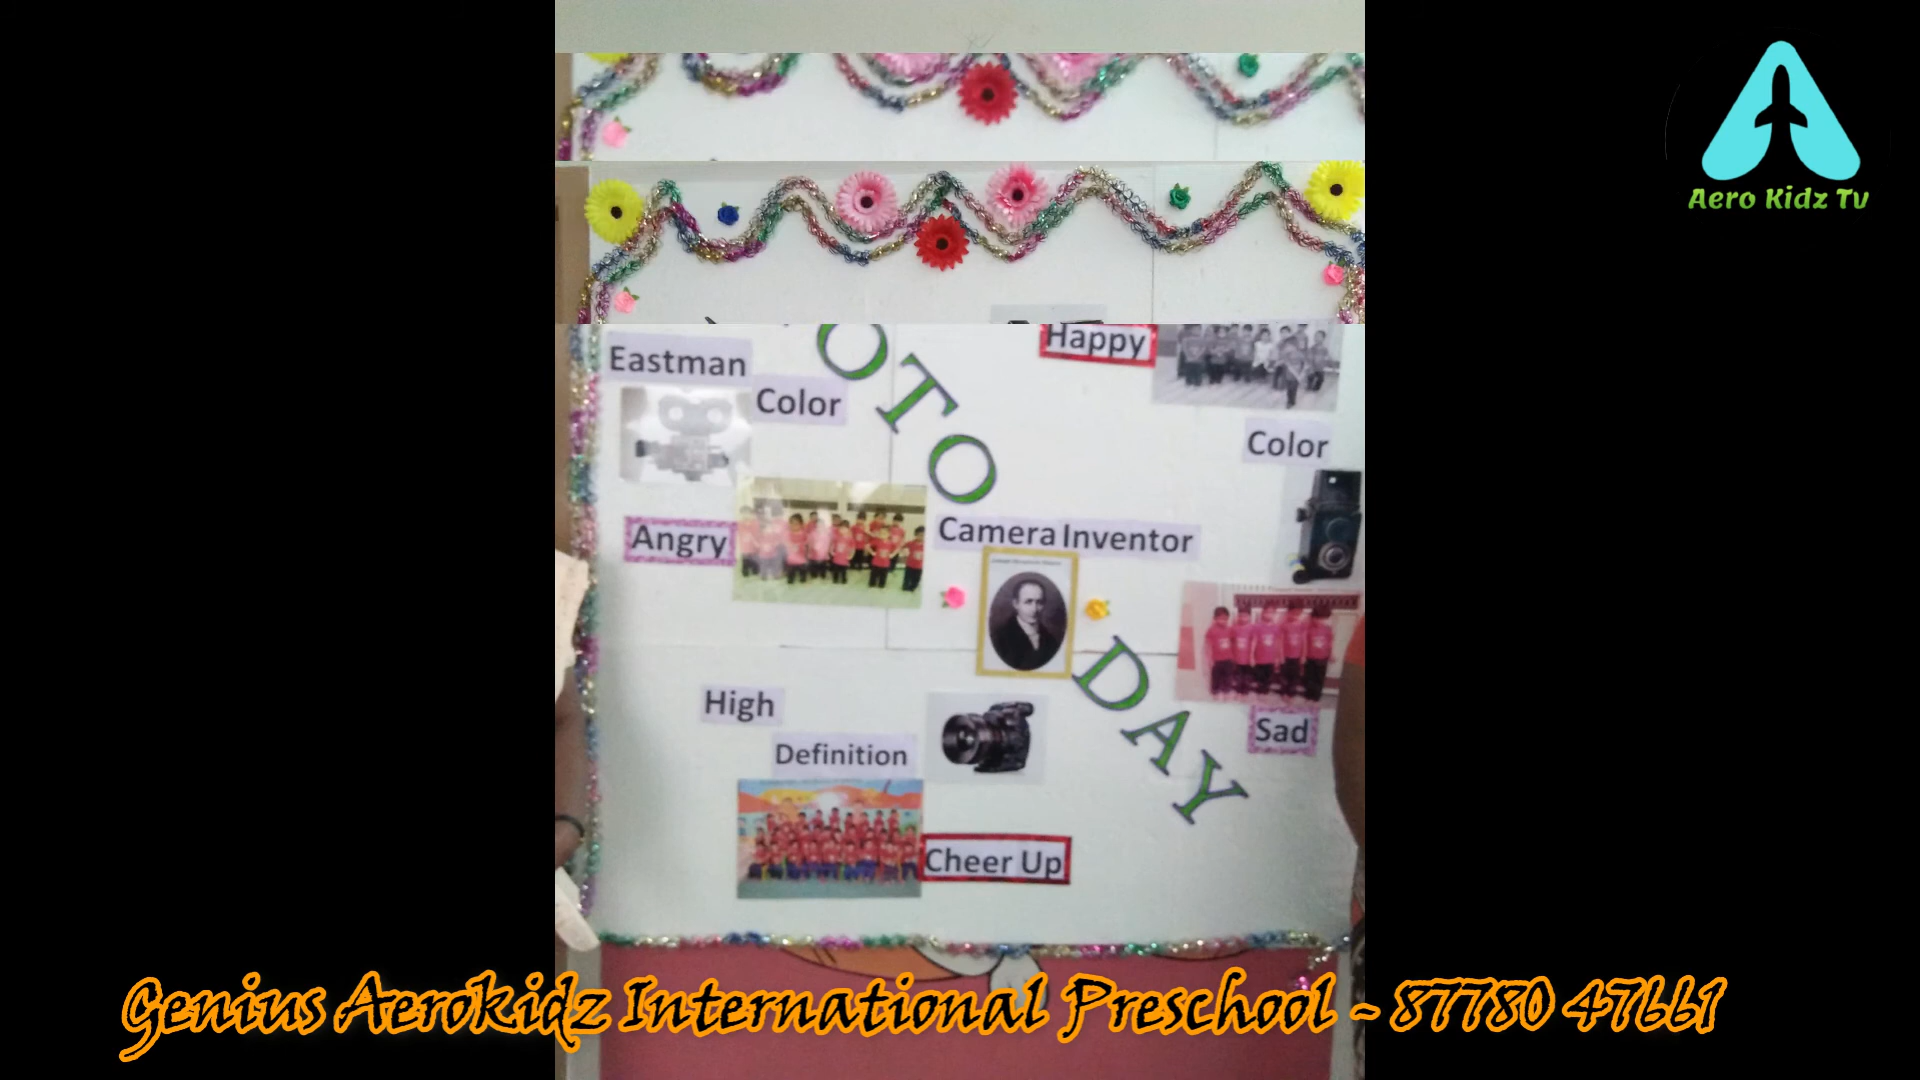 Aero Kidz Tv
Happy
Eastman
Color
OTO
Color
Angry
Camera Inventor
DAY
High
Sad
Definition
Cheer Up
Genius Aerokidz International Preschool - 87780 47661